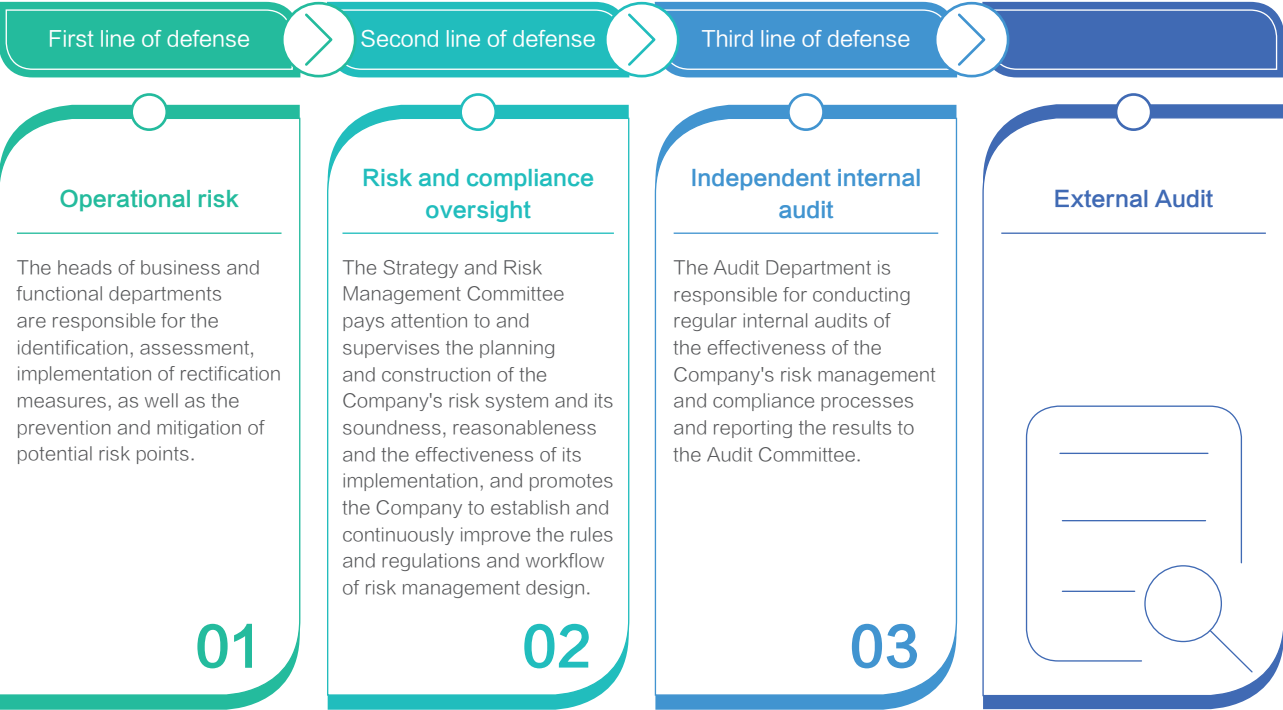 First line of defense
Second line of defense
Third line of defense
Operational risk
The heads of business and
functional departments
are responsible for the
identification, assessment,
implementation of rectification
measures, as well as the
prevention and mitigation of
potential risk points.
01
Risk and compliance
oversight
The Strategy and Risk
Management Committee
pays attention to and
supervises the planning
and construction of the
Company's risk system and its
soundness, reasonableness
and the effectiveness of its
implementation, and promotes
the Company to establish and
continuously improve the rules
and regulations and workflow
of risk management design.
02
Independent internal
audit
The Audit Department is
responsible for conducting
regular internal audits of
the effectiveness of the
Company's risk management
and compliance processes
and reporting the results to
the Audit Committee.
03
External Audit